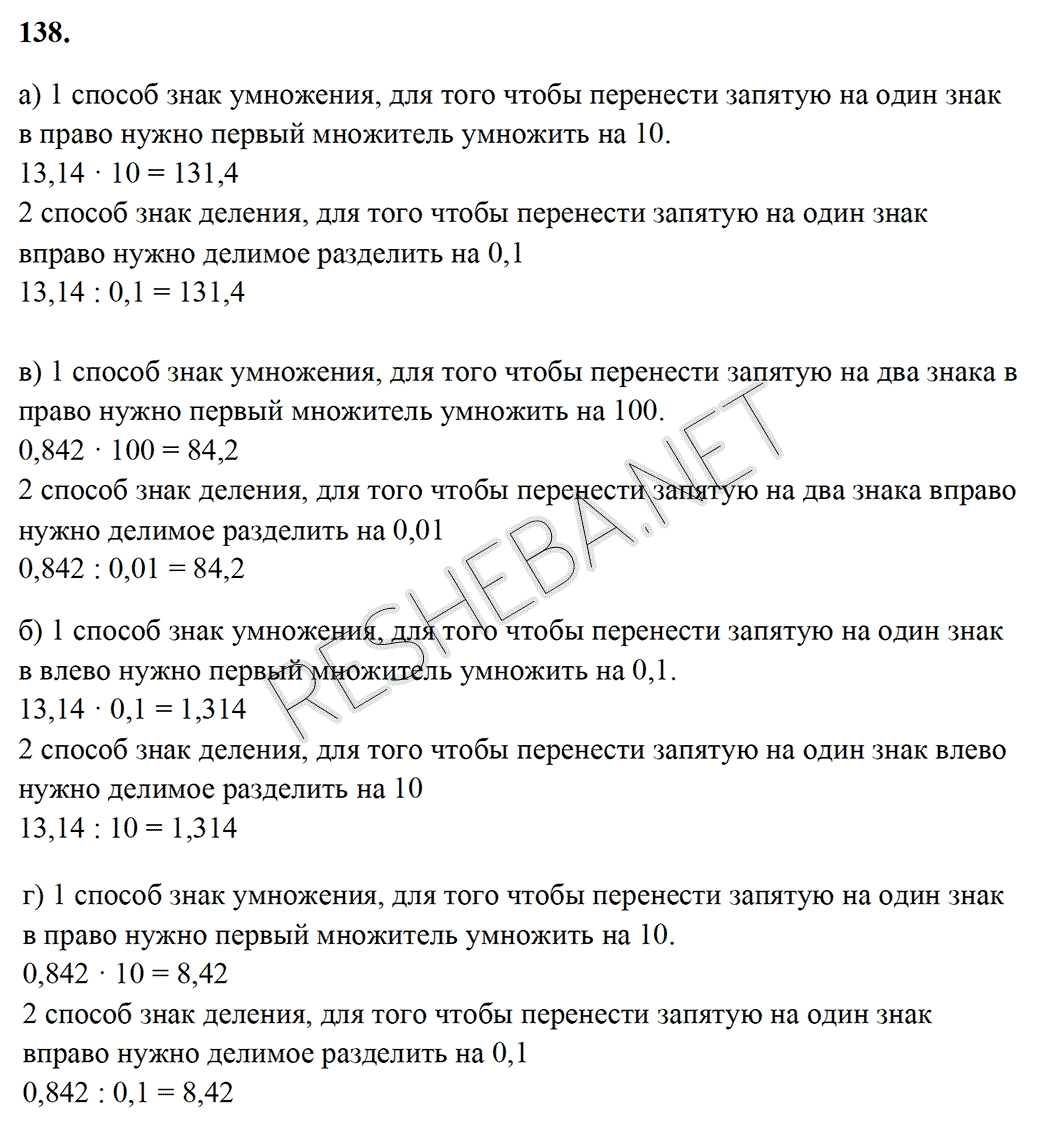 138.
а) 1 способ знак умножения, для того чтобы перенести запятую на один знак
в право нужно первый множитель умножить на 10.
13,14 · 10 = 131,4
2 способ знак деления, для того чтобы перенести запятую на один знак
вправо нужно делимое разделить на 0,1
13,14 : 0,1 = 131,4
в) 1 способ знак умножения, для того чтобы перенести запятую на два знака в
право нужно первый множитель умножить на 100.
0,842 · 100 = 84,2
2 способ знак деления, для того чтобы перенести запятую на два знака вправо
нужно делимое разделить на 0,01
0,842 : 0,01 = 84,2
б) 1 способ знак умножения, для того чтобы перенести запятую на один знак
в влево нужно первый множитель умножить на 0,1.
13,14 · 0,1 = 1,314
2 способ знак деления, для того чтобы перенести запятую на один знак влево
нужно делимое разделить на 10
13,14 : 10 = 1,314
г) 1 способ знак умножения, для того чтобы перенести запятую на один знак
в право нужно первый множитель умножить на 10.
0,842 · 10 = 8,42
2 способ знак деления, для того чтобы перенести запятую на один знак
вправо нужно делимое разделить на 0,1
0,842 : 0,1 = 8,42
RESHEBA.NET